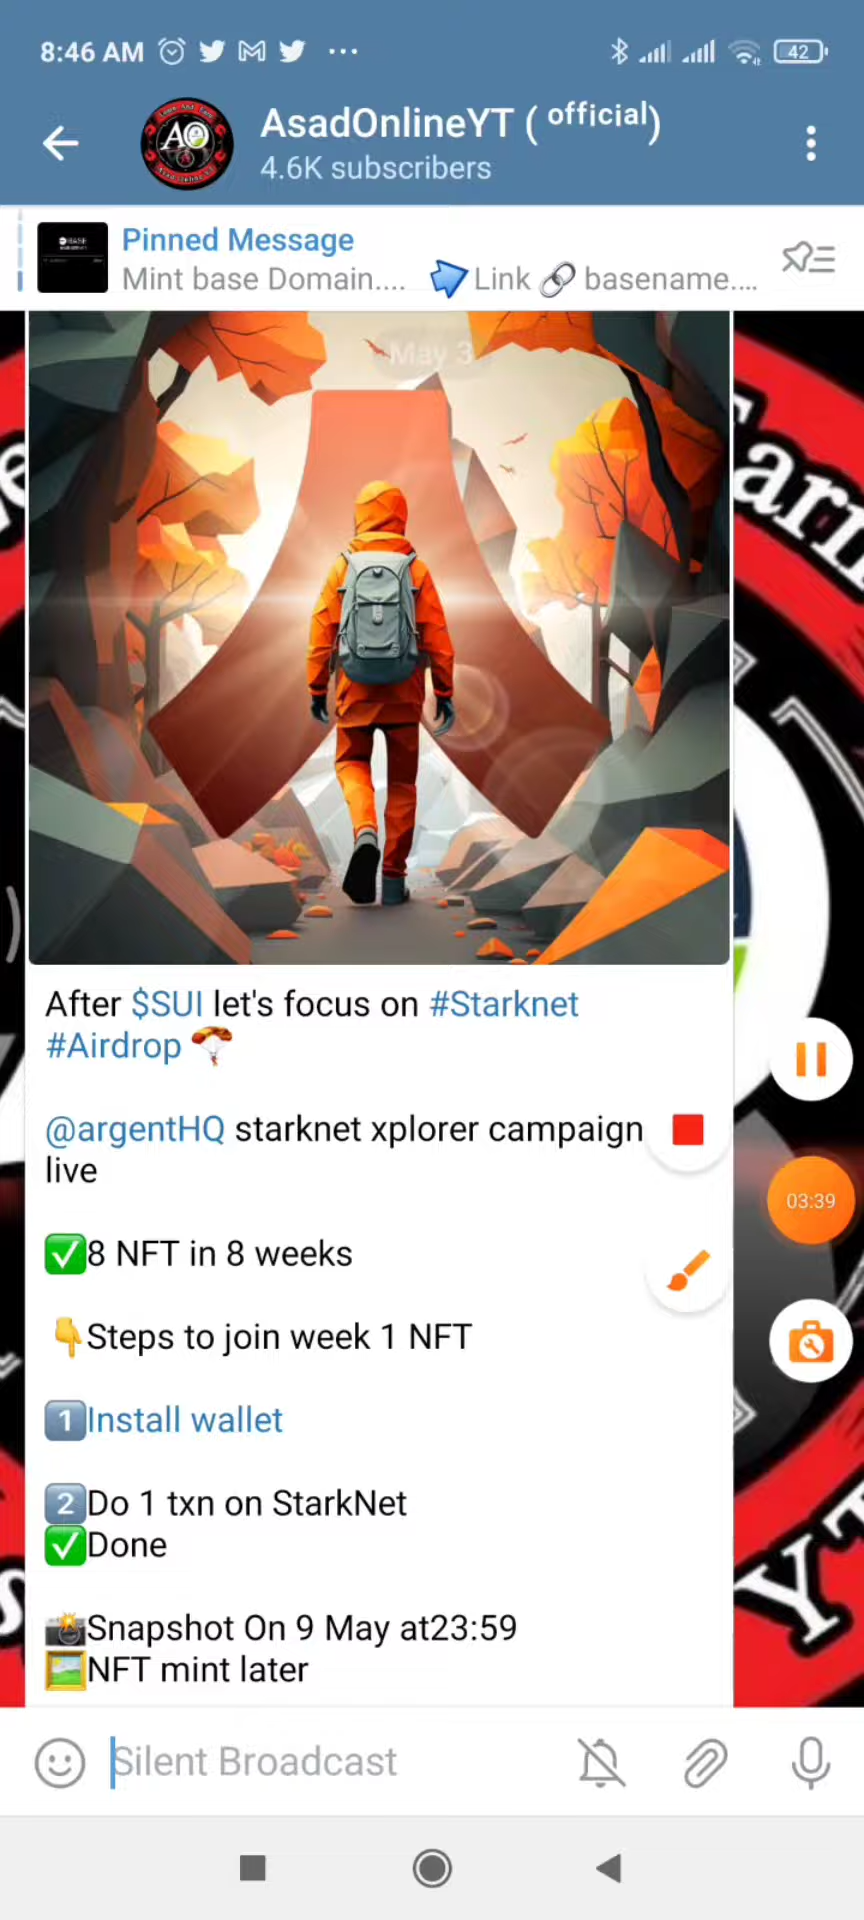 8:46 AM
42
AsadOnlineYT ( official)
4.6K subscribers
Pinned Message
Mint base Domain.... Link basename....
May 3
After $SUI let's focus on #Starknet
#Airdrop
@argentHQ starknet xplorer campaign
live
✅8 NFT in 8 weeks
👇Steps to join week 1 NFT
1️⃣Install wallet
2️⃣Do 1 txn on StarkNet
✅Done
📸Snapshot On 9 May at23:59
🖼NFT mint later
03:39
Silent Broadcast